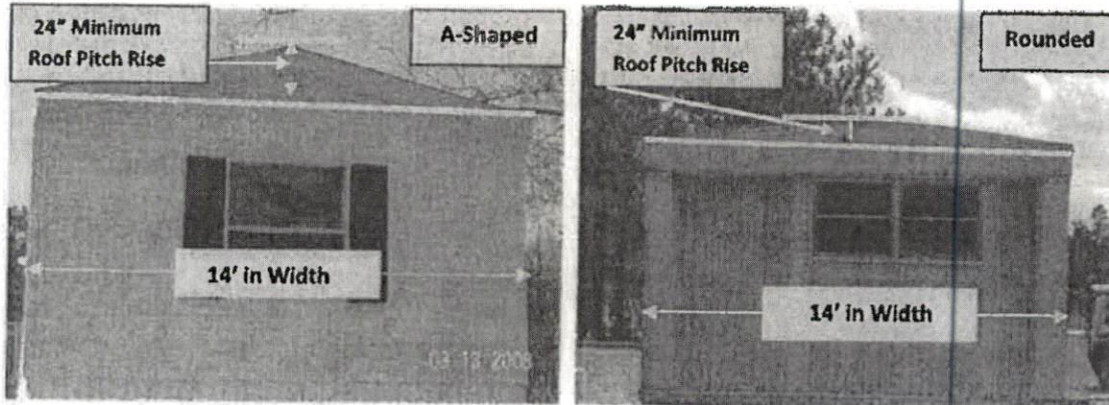 24" Minimum
Roof Pitch Rise
A-Shaped
14' in Width
03 13 2008
24" Minimum
Roof Pitch Rise
Rounded
14' in Width